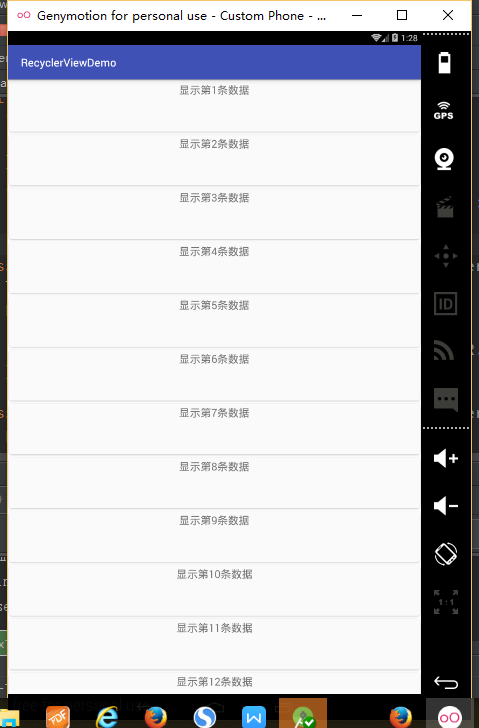 Genymotion for personal use - Custom Phone - ...
1:28
RecyclerViewDemo
显示第1条数据
GPS
显示第2条数据
显示第3条数据
显示第4条数据
显示第5条数据
ID
显示第6条数据
显示第7条数据
显示第8条数据
显示第9条数据
显示第10条数据
1:1
显示第11条数据
显示第12条数据
PDF